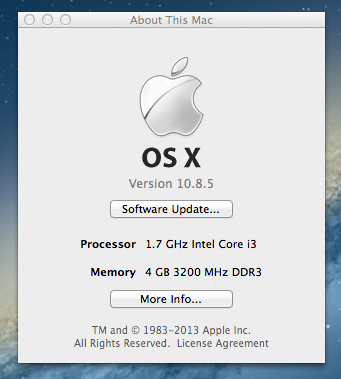 About This Mac
OS X
Version 10.8.5
Software Update...
Processor 1.7 GHz Intel Core i3
Memory 4 GB 3200 MHz DDR3
More Info...
TM and © 1983-2013 Apple Inc.
All Rights Reserved. License Agreement